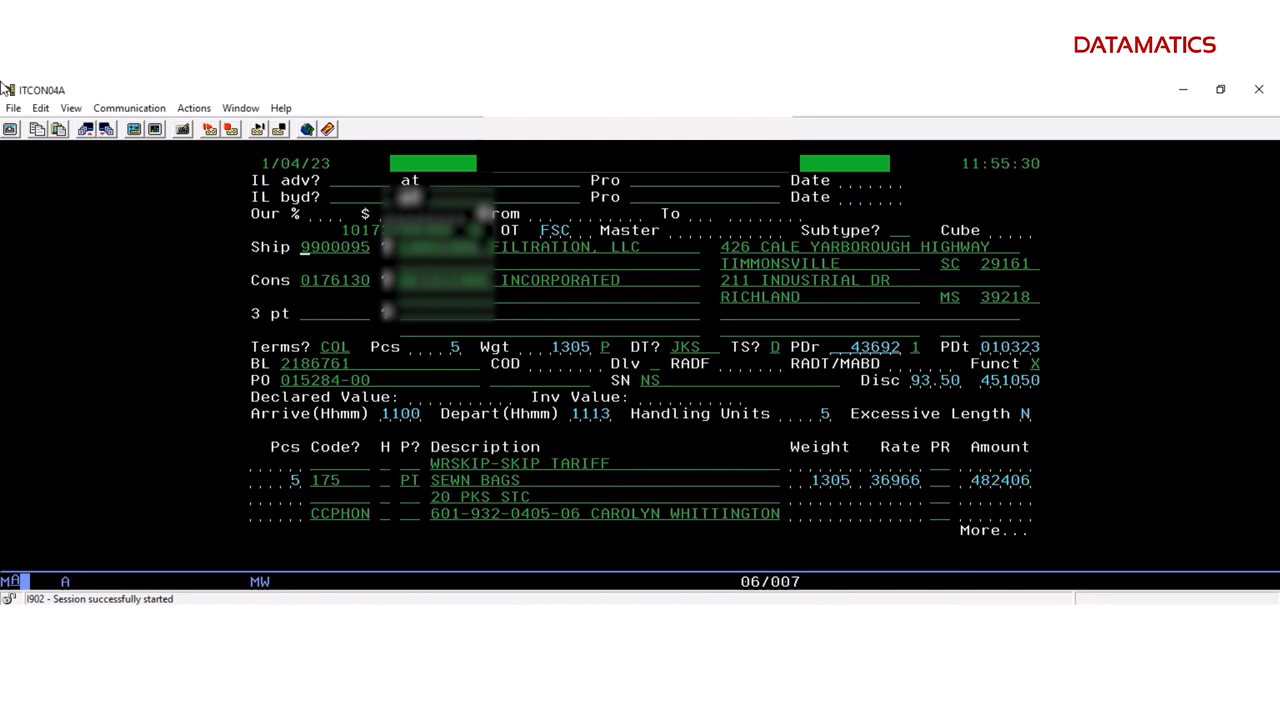 DATAMATICS
ITCON04A
File Edit View Communication Actions Window Help
1/04/23 11:55:30
IL adv? at Pro Date
IL byd? Pro Date
Our % $ From To
1017 OT FSC Master Subtype? Cube
Ship 9900095 FILTRATION, LLC 426 CALE YARBOROUGH HIGHWAY
TIMMONSVILLE SC 29161
Cons 0176130 INCORPORATED 211 INDUSTRIAL DR
RICHLAND MS 39218
3 pt
Terms? COL Pcs 5 Wgt 1305 P DT? JKS TS? D PDr 43692 1 PDt 010323
BL 2186761 COD Dlv RADF RADT/MABD Funct X
PO 015284-00 SN NS Disc 93.50 451050
Declared Value: Inv Value:
Arrive(Hhmm) 1100 Depart(Hhmm) 1113 Handling Units 5 Excessive Length N
Pcs Code? H P? Description Weight Rate PR Amount
WRSKIP-SKIP TARIFF
5 175 PT SEWN BAGS 1305 36966 482406
20 PKS STC
CCPHON 601-932-0405-06 CAROLYN WHITTINGTON
More...
MA A MW 06/007
I902 - Session successfully started